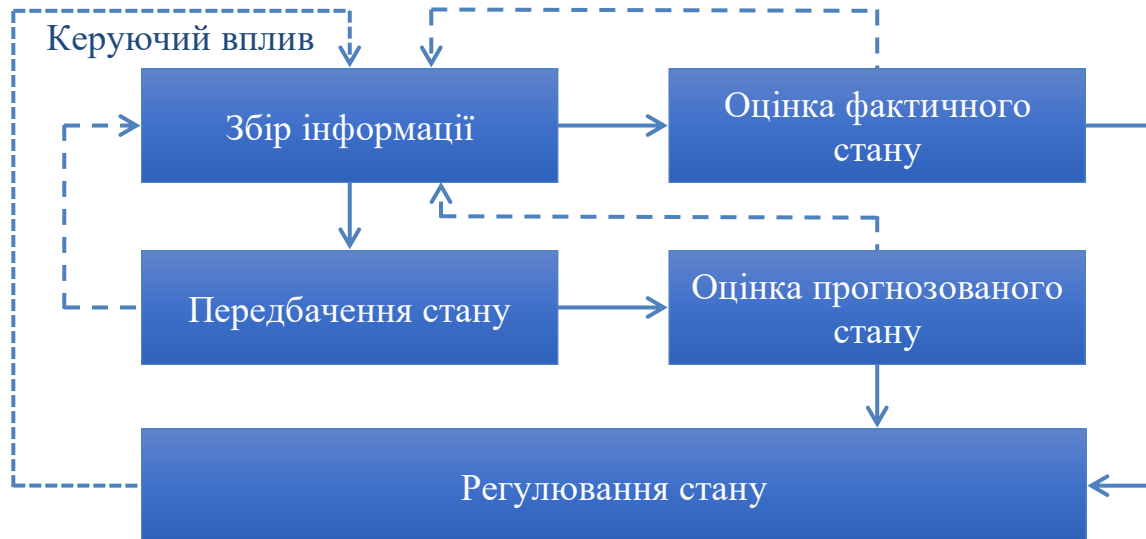 Керуючий вплив
Збір інформації
Оцінка фактичного
стану
Передбачення стану
Оцінка прогнозованого
стану
Регулювання стану